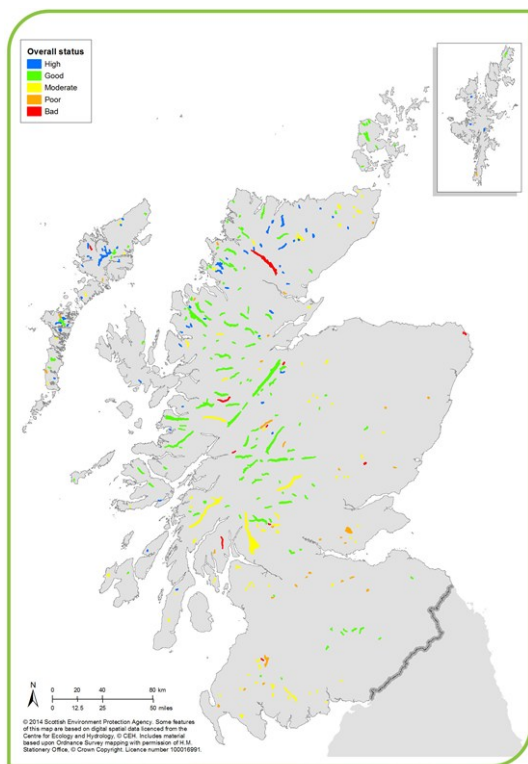 Overall status
High
Good
Moderate
Poor
Bad
N
0 20 40 80 km
0 12.5 25 50 miles
© 2014 Scottish Environment Protection Agency. Some features
of this map are based on digital spatial data licenced from the
Centre for Ecology and Hydrology, © CEH. Includes material
based upon Ordnance Survey mapping with permission of H.M.
Stationery Office, © Crown Copyright. Licence number 100016991.